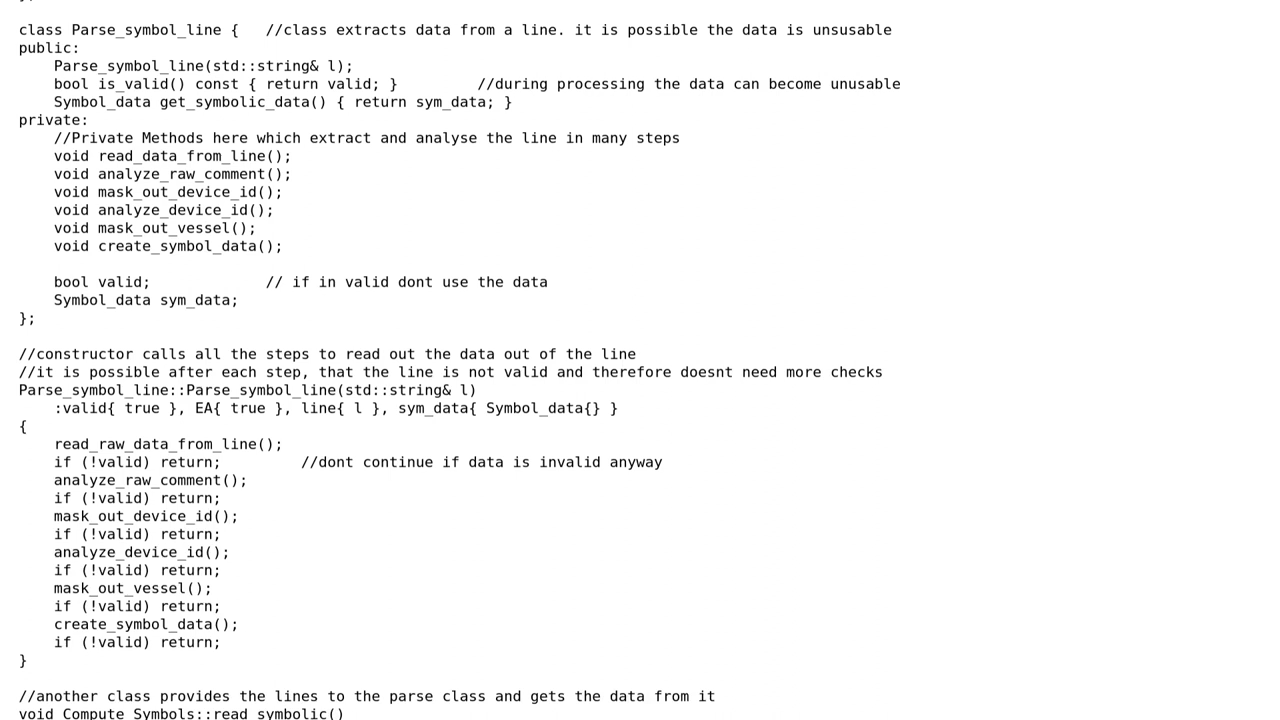 class Parse_symbol_line {   //class extracts data from a line. it is possible the data is unsusable
public:
    Parse_symbol_line(std::string& l);
    bool is_valid() const { return valid; }         //during processing the data can become unusable
    Symbol_data get_symbolic_data() { return sym_data; }
private:
    //Private Methods here which extract and analyse the line in many steps
    void read_data_from_line();
    void analyze_raw_comment();
    void mask_out_device_id();
    void analyze_device_id();
    void mask_out_vessel();
    void create_symbol_data();

    bool valid;             // if in valid dont use the data
    Symbol_data sym_data;
};

//constructor calls all the steps to read out the data out of the line
//it is possible after each step, that the line is not valid and therefore doesnt need more checks
Parse_symbol_line::Parse_symbol_line(std::string& l)
    :valid{ true }, EA{ true }, line{ l }, sym_data{ Symbol_data{} }
{
    read_raw_data_from_line();
    if (!valid) return;         //dont continue if data is invalid anyway
    analyze_raw_comment();
    if (!valid) return;
    mask_out_device_id();
    if (!valid) return;
    analyze_device_id();
    if (!valid) return;
    mask_out_vessel();
    if (!valid) return;
    create_symbol_data();
    if (!valid) return;
}

//another class provides the lines to the parse class and gets the data from it
void Compute_Symbols::read_symbolic()